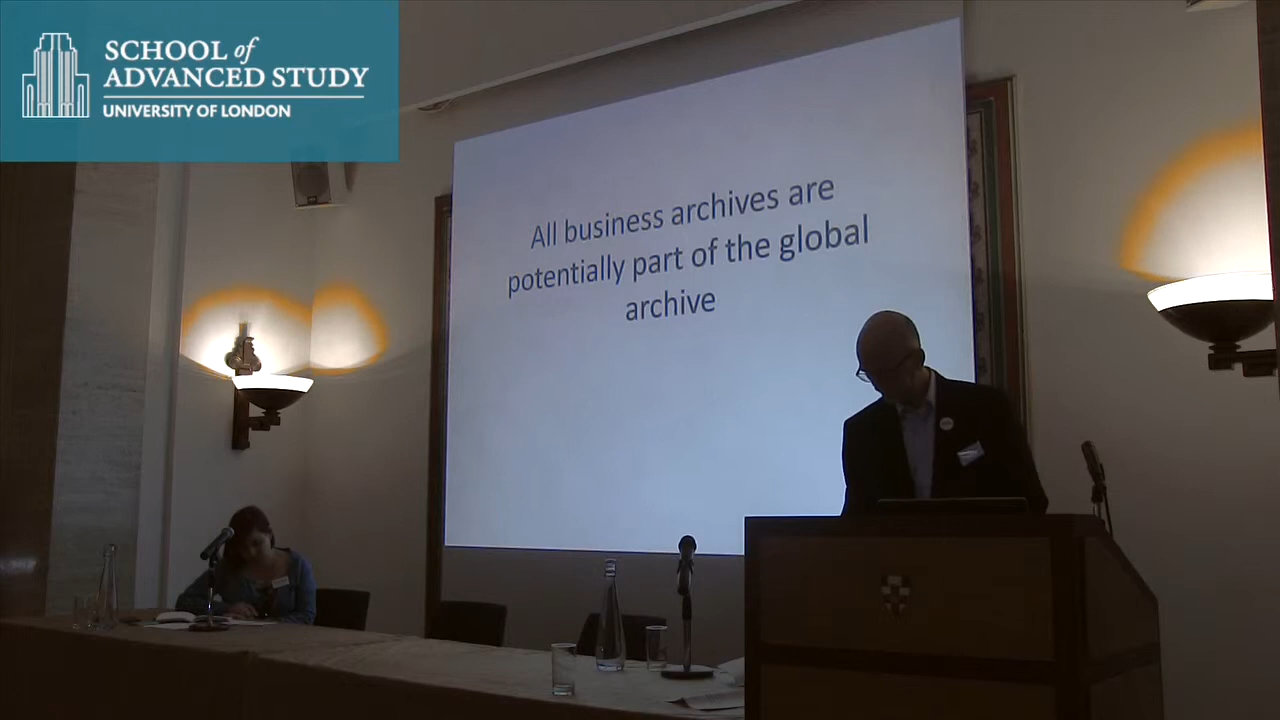 SCHOOL of
ADVANCED STUDY
UNIVERSITY OF LONDON
All business archives are
potentially part of the global
archive